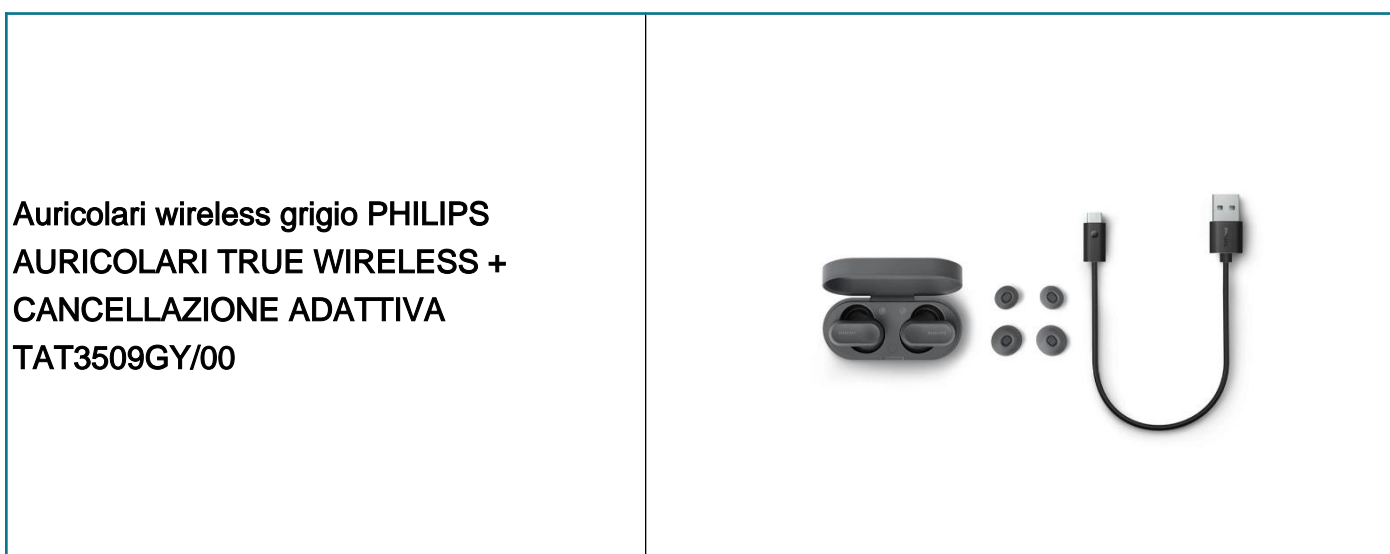 Auricolari wireless grigio PHILIPS
AURICOLARI TRUE WIRELESS +
CANCELLAZIONE ADATTIVA
TAT3509GY/00